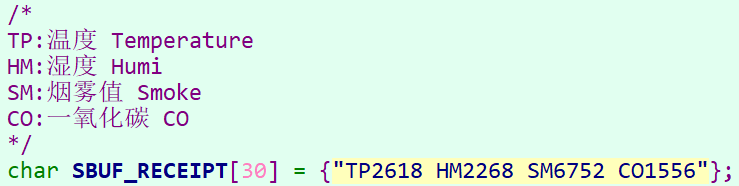 /*
TP:温度 Temperature
HM:湿度 Humi
SM:烟雾值 Smoke
CO:一氧化碳 CO
*/
char SBUF_RECEIPT[30] = {"TP2618 HM2268 SM6752 CO1556"};